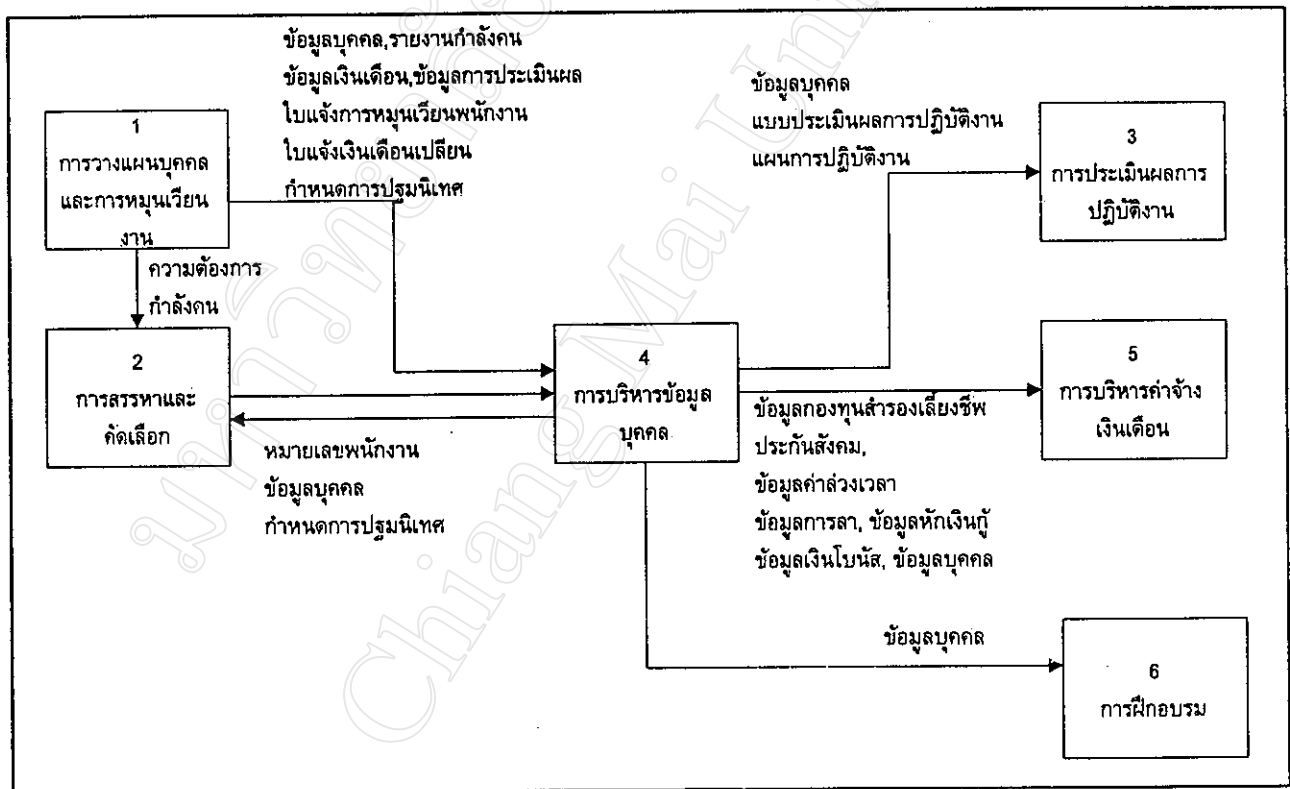 ข้อมูลบุคคล,รายงานกำลังคน
ข้อมูลเงินเดือน,ข้อมูลการประเมินผล
ใบแจ้งการหมุนเวียนพนักงาน
ใบแจ้งเงินเดือนเปลี่ยน
กำหนดการปฐมนิเทศ
1
การวางแผนบุคคล
และการหมุนเวียน
งาน
ข้อมูลบุคคล
แบบประเมินผลการปฏิบัติงาน
แผนการปฏิบัติงาน
3
การประเมินผลการ
ปฏิบัติงาน
ความต้องการ
กำลังคน
2
การสรรหาและ
คัดเลือก
4
การบริหารข้อมูล
บุคคล
5
การบริหารค่าจ้าง
เงินเดือน
หมายเลขพนักงาน
ข้อมูลบุคคล
กำหนดการปฐมนิเทศ
ข้อมูลกองทุนสำรองเลี้ยงชีพ
ประกันสังคม,
ข้อมูลค่าล่วงเวลา
ข้อมูลการลา, ข้อมูลหักเงินกู้
ข้อมูลเงินโบนัส, ข้อมูลบุคคล
ข้อมูลบุคคล
6
การฝึกอบรม
Chiang Mai Uni